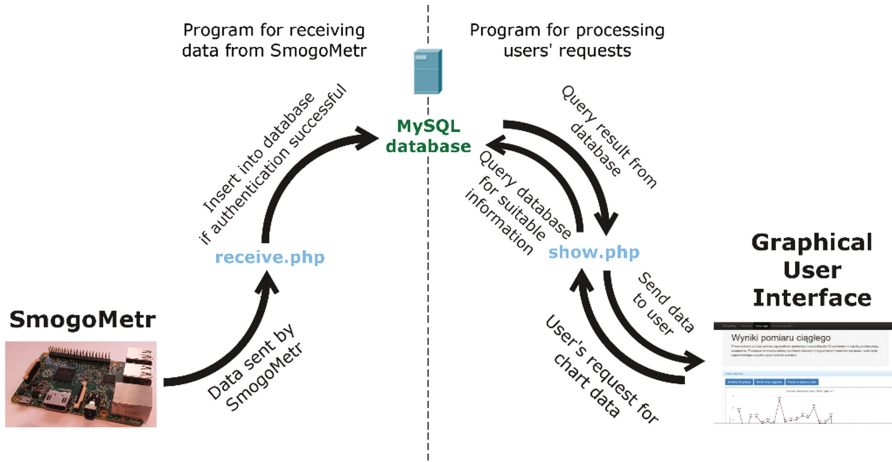 Program for receiving
data from SmogoMetr
Program for processing
users' requests
Insert into database
if authentication successful
MySQL
database
Query result from
database
Query database
for suitable
information
receive.php
show.php
Graphical
User
Interface
SmogoMetr
Data sent by
SmogoMetr
Send data
to user
User's request for
chart data
Wyniki pomiaru ciągłego